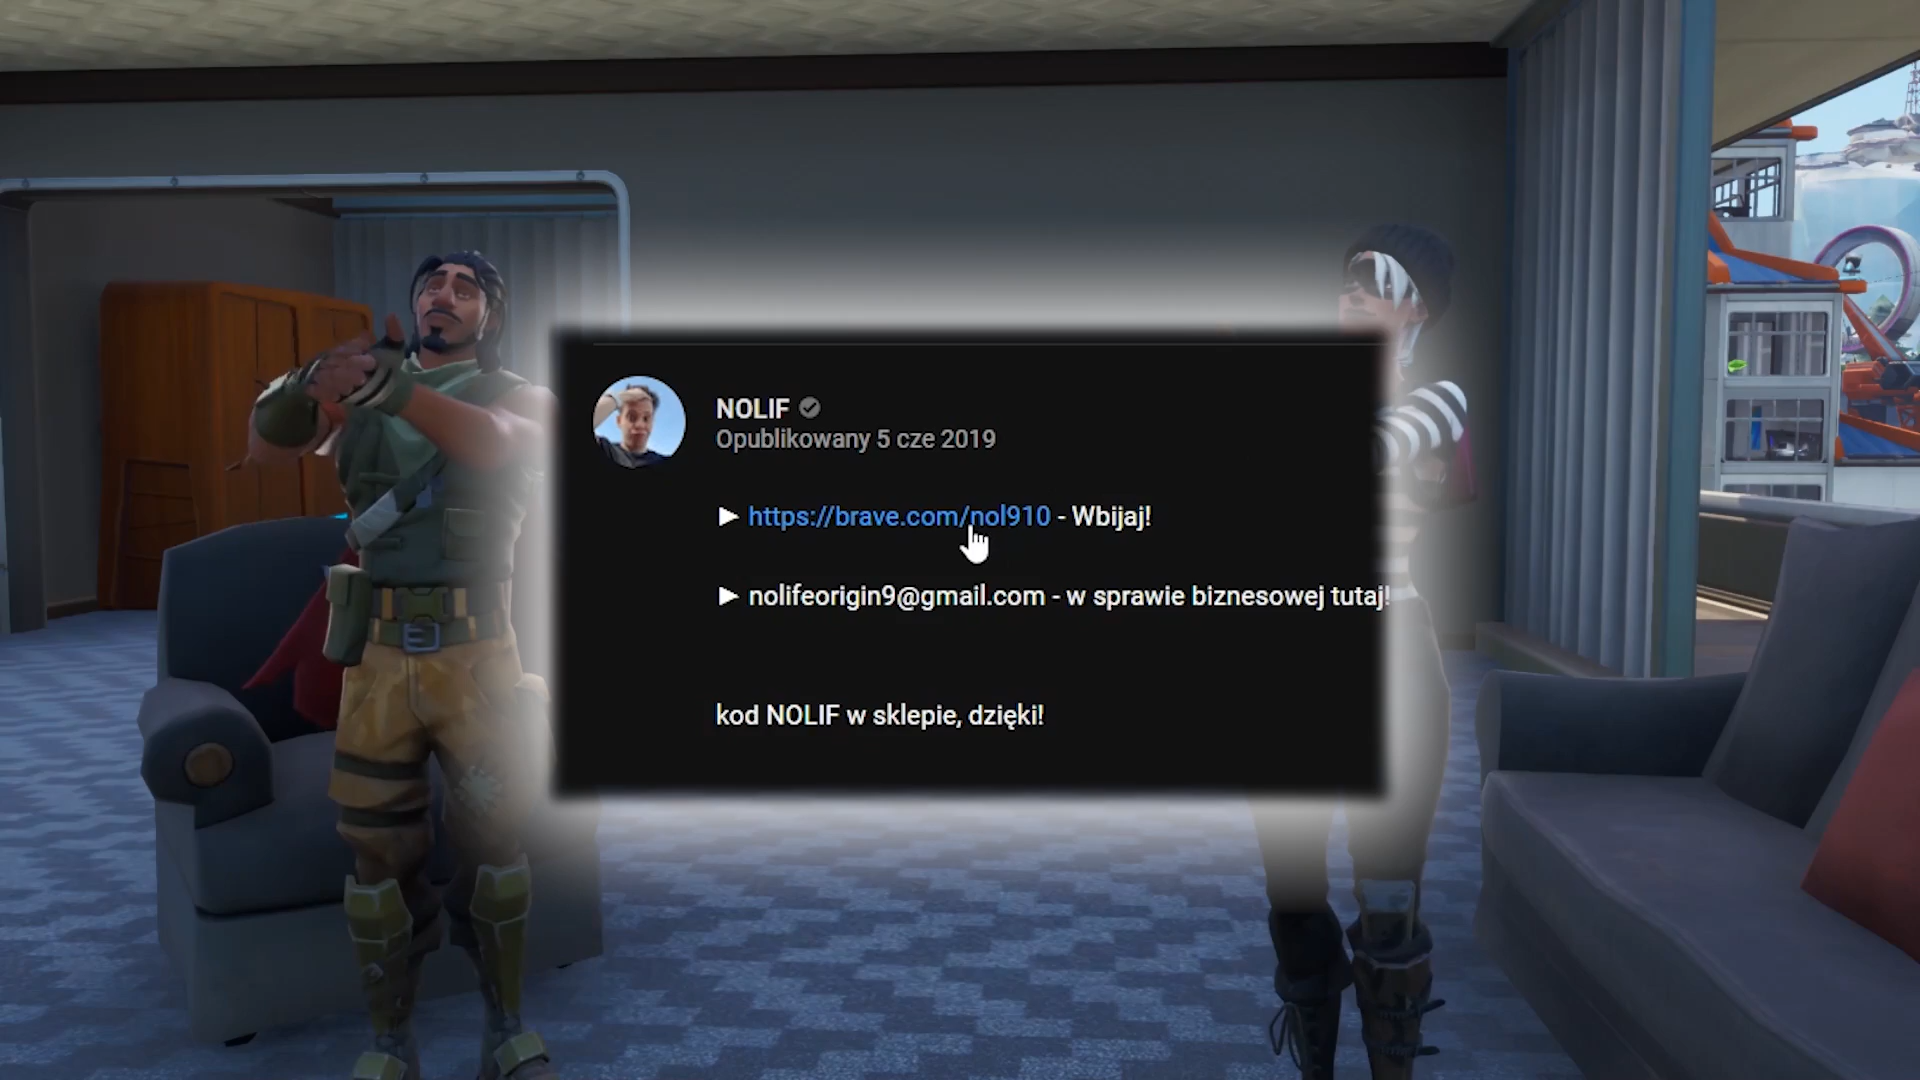 NOLIF
Opublikowany 5 cze 2019
► https://brave.com/nol910 - Wbijaj!
► nolifeorigin9@gmail.com - w sprawie biznesowej tutaj!
kod NOLIF w sklepie, dzięki!